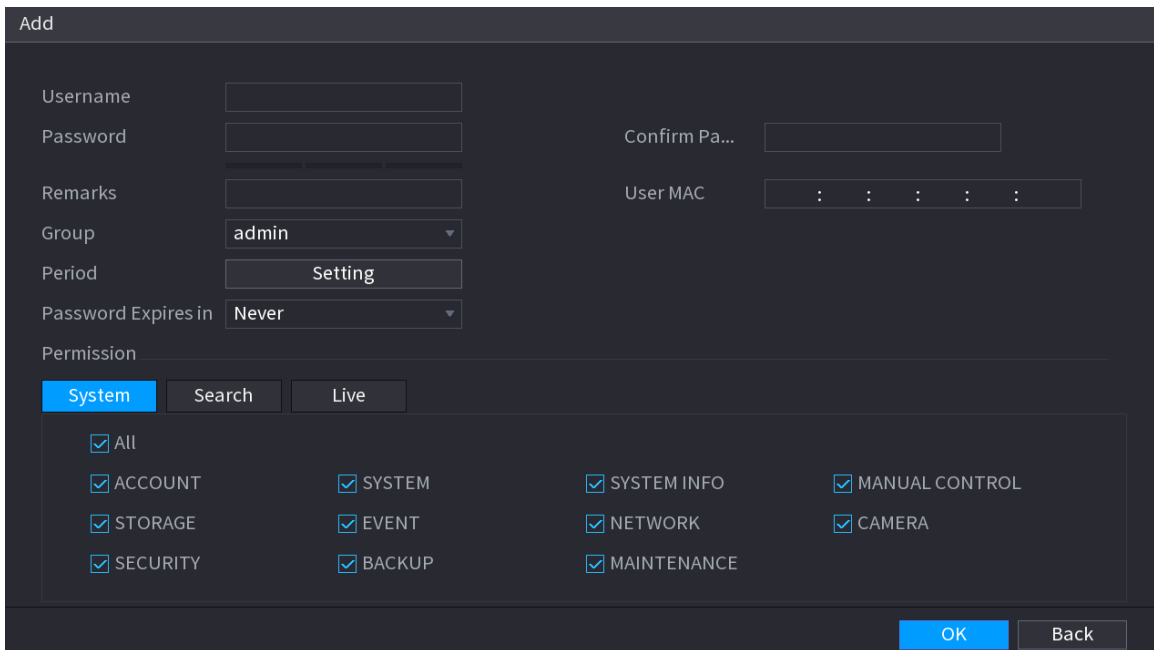 Add
Username
Password Confirm Pa...
Remarks User MAC : : : : :
Group admin
Period Setting
Password Expires in Never
Permission
System Search Live
All
ACCOUNT SYSTEM SYSTEM INFO MANUAL CONTROL
STORAGE EVENT NETWORK CAMERA
SECURITY BACKUP MAINTENANCE
OK Back